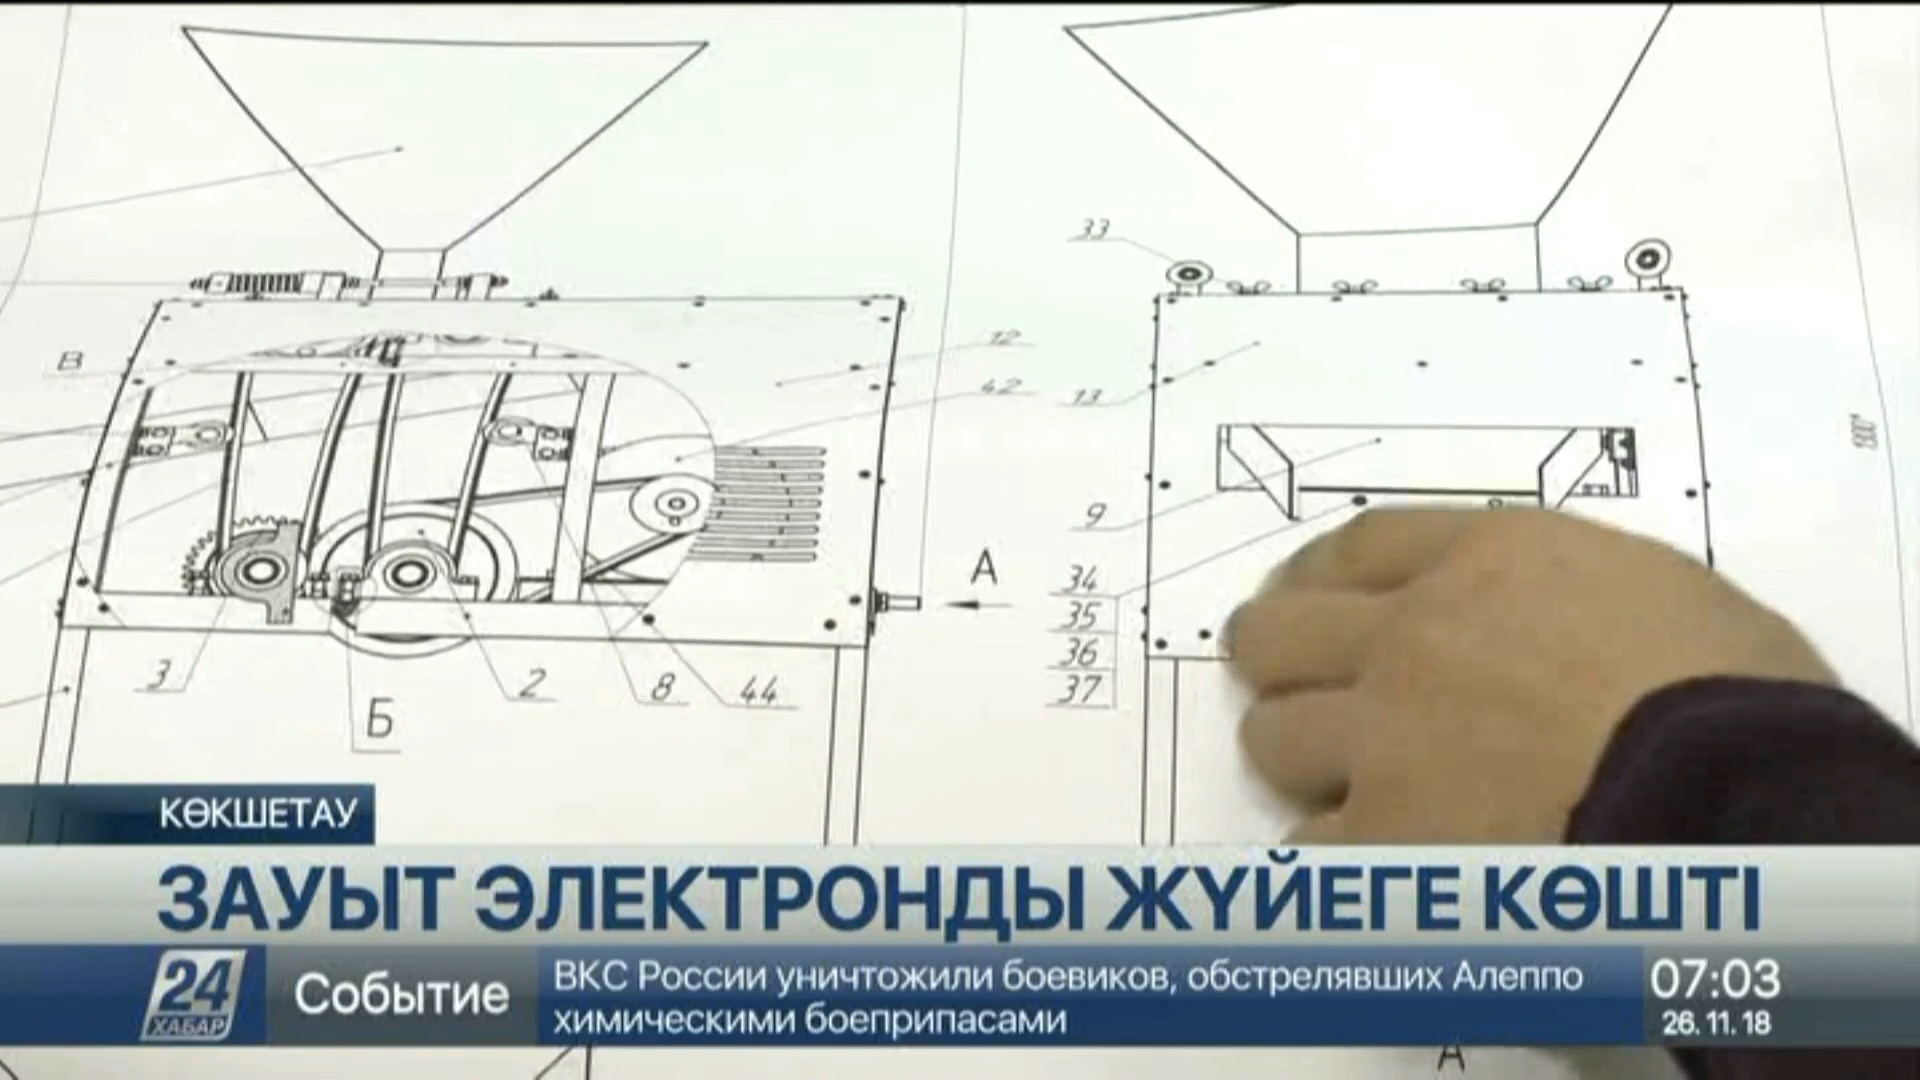 33
В
12
42
13
9
А
34
35
36
37
3
2
8
44
Б
1300*
КӨКШЕТАУ
ЗАУЫТ ЭЛЕКТРОНДЫ ЖҮЙЕГЕ КӨШТІ
24
ХАБАР
Событие
ВКС России уничтожили боевиков, обстрелявших Алеппо
химическими боеприпасами
07:03
26.11.18
А